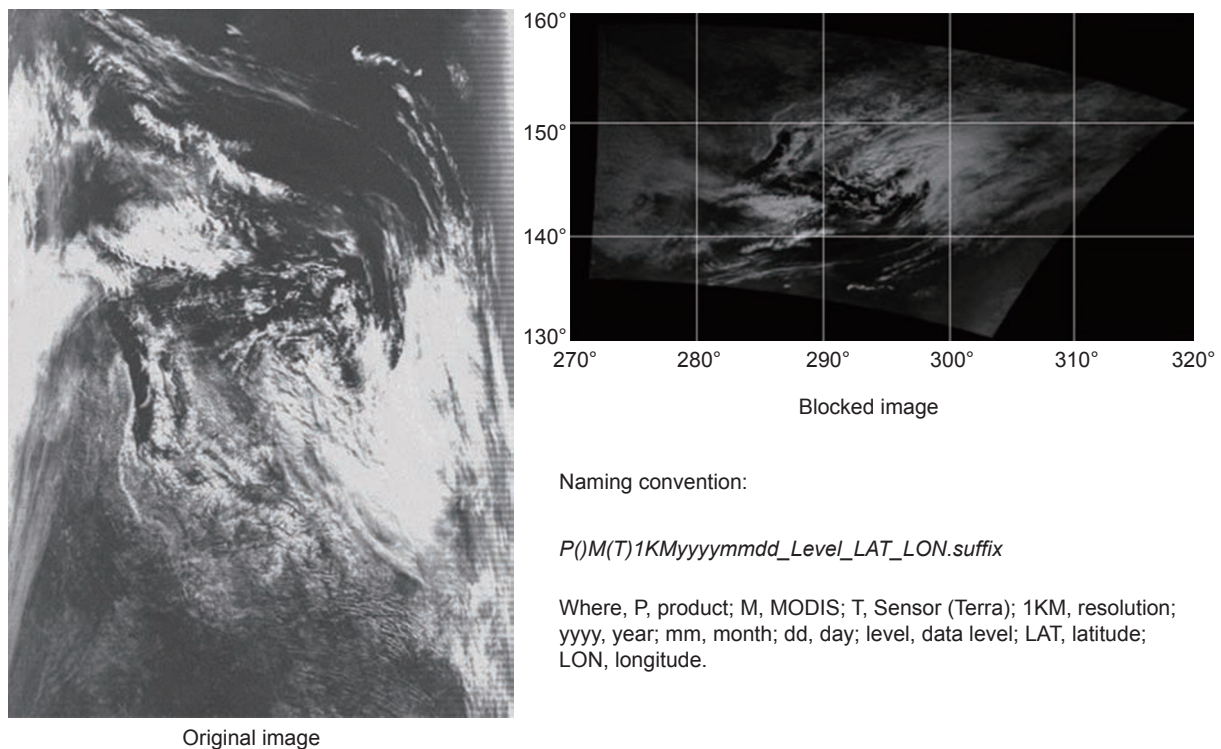 Original image
160°
150°
140°
130°
270° 280° 290° 300° 310° 320°
Blocked image
Naming convention:
P()M(T)1KMyyyymmdd_Level_LAT_LON.suffix
Where, P, product; M, MODIS; T, Sensor (Terra); 1KM, resolution;
yyyy, year; mm, month; dd, day; level, data level; LAT, latitude;
LON, longitude.